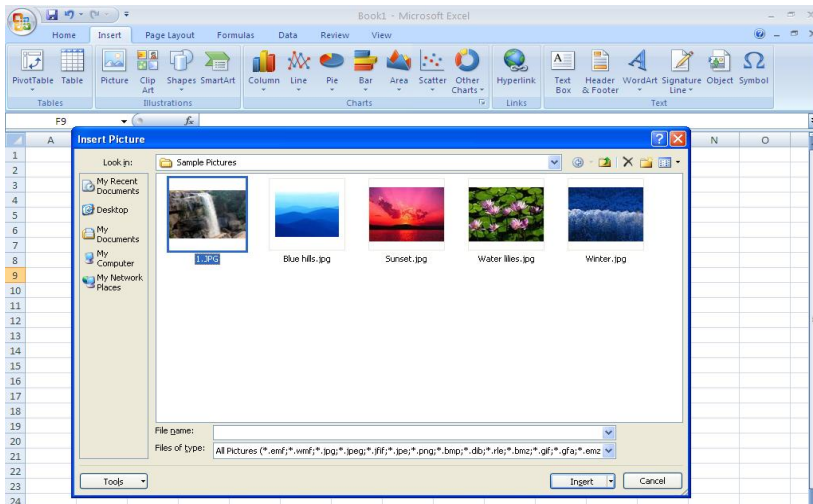 Book1 - Microsoft Excel
Home Insert Page Layout Formulas Data Review View
PivotTable Table Picture Clip Art Shapes SmartArt Column Line Pie Bar Area Scatter Other Charts Hyperlink Text Box Header & Footer WordArt Signature Line Object Symbol
Tables Illustrations Charts Links Text
F9 fx
A N O
Insert Picture
Look in: Sample Pictures
My Recent Documents
Desktop
My Documents
My Computer
My Network Places
1.JPG Blue hills.jpg Sunset.jpg Water lilies.jpg Winter.jpg
File name:
Files of type: All Pictures (*.emf;*.wmf;*.jpg;*.jpeg;*.jfif;*.jpe;*.png;*.bmp;*.dib;*.rle;*.bmz;*.gif;*.gfa;*.emz
Tools Insert Cancel
1
2
3
4
5
6
7
8
9
10
11
12
13
14
15
16
17
18
19
20
21
22
23
24